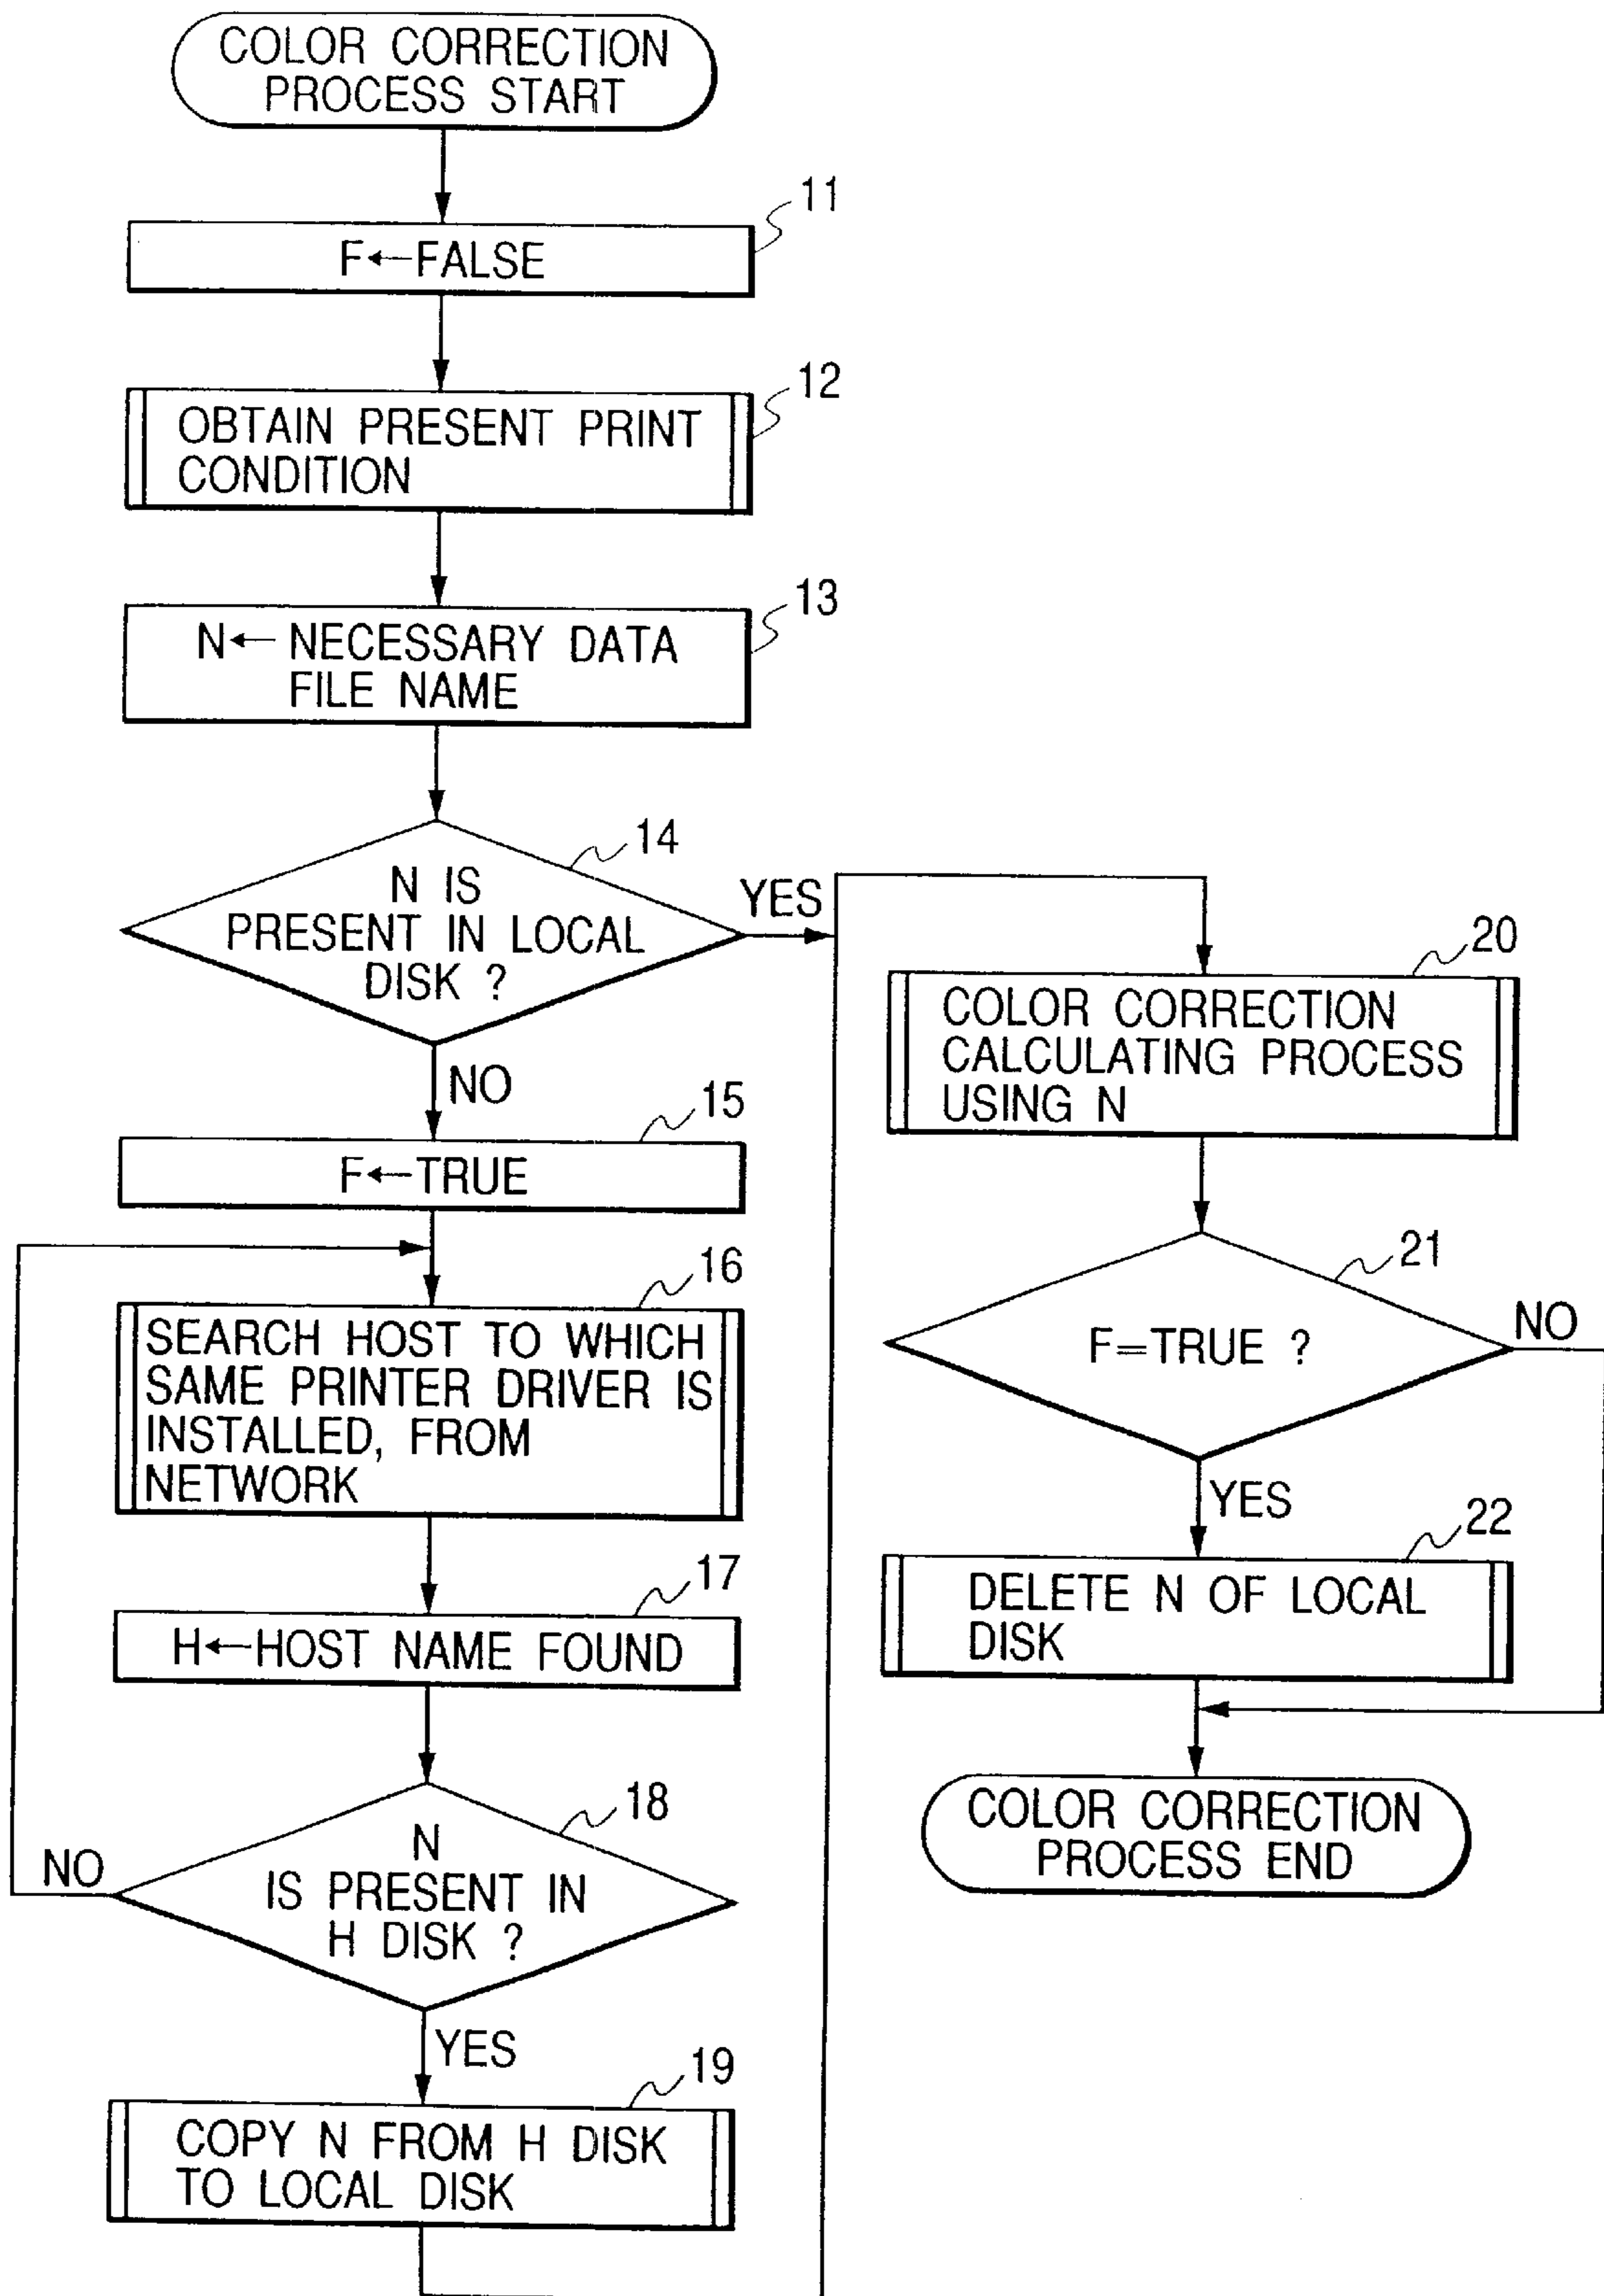 COLOR CORRECTION
PROCESS START
11
F←FALSE
12
OBTAIN PRESENT PRINT
CONDITION
13
N← NECESSARY DATA
FILE NAME
14
N IS
PRESENT IN LOCAL
DISK ?
YES
NO
15
F←TRUE
16
SEARCH HOST TO WHICH
SAME PRINTER DRIVER IS
INSTALLED, FROM
NETWORK
17
H←HOST NAME FOUND
18
N
IS PRESENT IN
H DISK ?
NO
YES
19
COPY N FROM H DISK
TO LOCAL DISK
20
COLOR CORRECTION
CALCULATING PROCESS
USING N
21
F=TRUE ?
NO
YES
22
DELETE N OF LOCAL
DISK
COLOR CORRECTION
PROCESS END